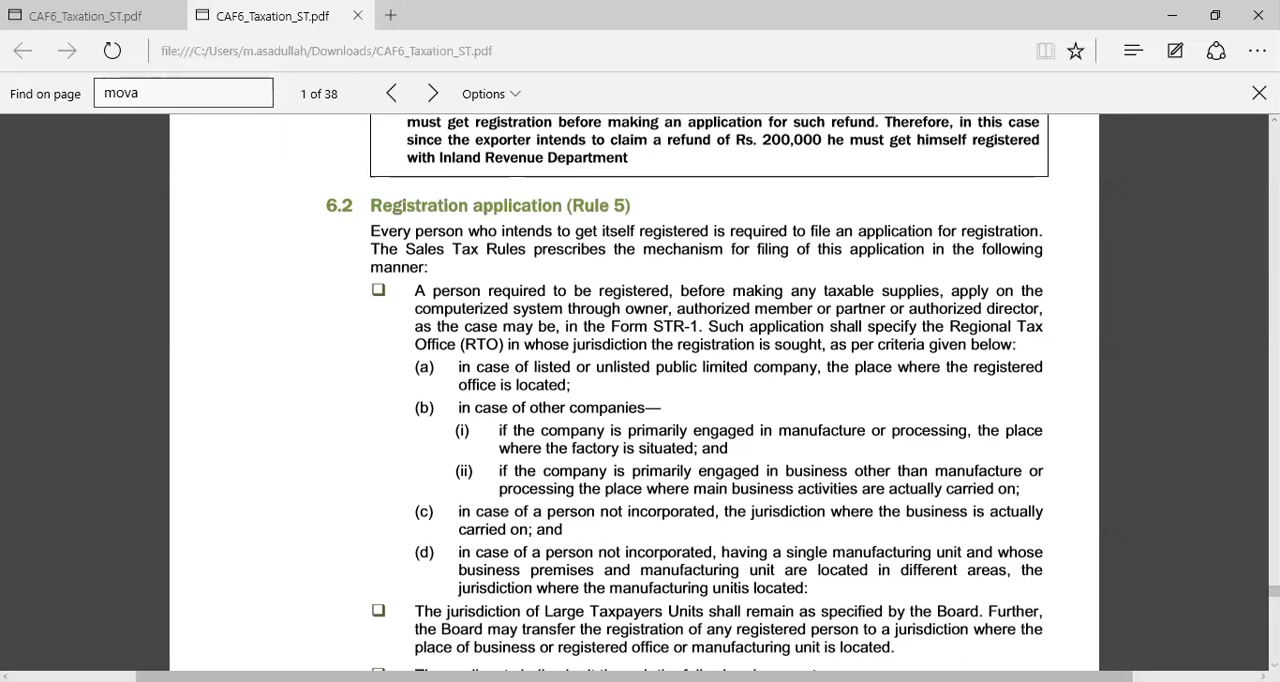 CAF6_Taxation_ST.pdf
CAF6_Taxation_ST.pdf
file:///C:/Users/m.asadullah/Downloads/CAF6_Taxation_ST.pdf
Find on page mova 1 of 38 Options
must get registration before making an application for such refund. Therefore, in this case
since the exporter intends to claim a refund of Rs. 200,000 he must get himself registered
with Inland Revenue Department
6.2 Registration application (Rule 5)
Every person who intends to get itself registered is required to file an application for registration.
The Sales Tax Rules prescribes the mechanism for filing of this application in the following
manner:
A person required to be registered, before making any taxable supplies, apply on the
computerized system through owner, authorized member or partner or authorized director,
as the case may be, in the Form STR-1. Such application shall specify the Regional Tax
Office (RTO) in whose jurisdiction the registration is sought, as per criteria given below:
(a) in case of listed or unlisted public limited company, the place where the registered
office is located;
(b) in case of other companies—
(i) if the company is primarily engaged in manufacture or processing, the place
where the factory is situated; and
(ii) if the company is primarily engaged in business other than manufacture or
processing the place where main business activities are actually carried on;
(c) in case of a person not incorporated, the jurisdiction where the business is actually
carried on; and
(d) in case of a person not incorporated, having a single manufacturing unit and whose
business premises and manufacturing unit are located in different areas, the
jurisdiction where the manufacturing unitis located:
The jurisdiction of Large Taxpayers Units shall remain as specified by the Board. Further,
the Board may transfer the registration of any registered person to a jurisdiction where the
place of business or registered office or manufacturing unit is located.